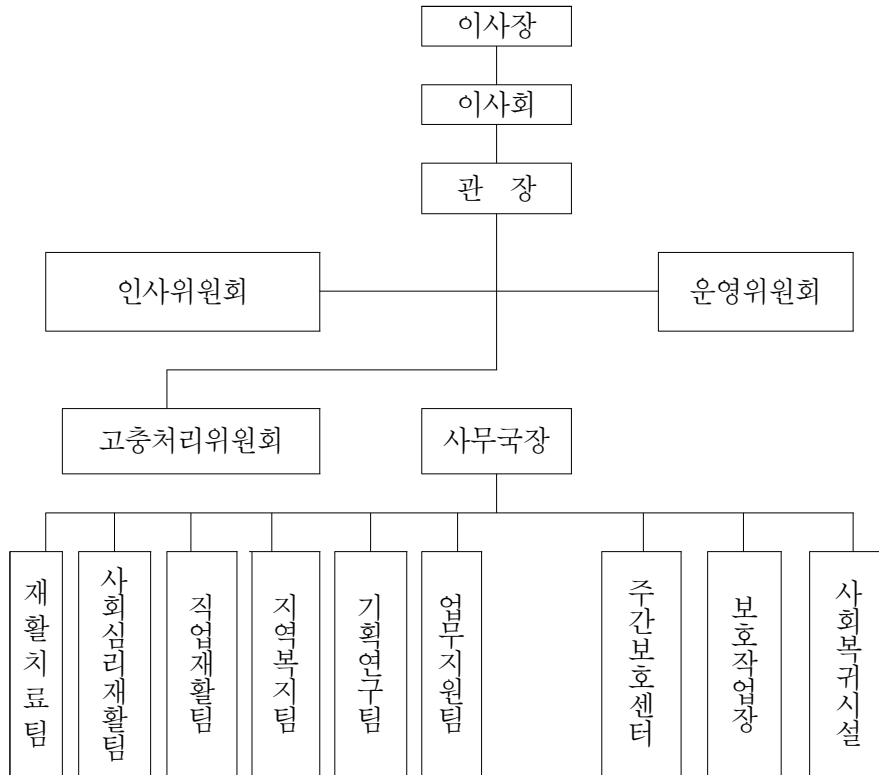 이사장
이사회
관 장
인사위원회
운영위원회
고충처리위원회
사무국장
재활치료팀
사회심리재활팀
직업재활팀
지역복지팀
기획연구팀
업무지원팀
주간보호센터
보호작업장
사회복귀시설